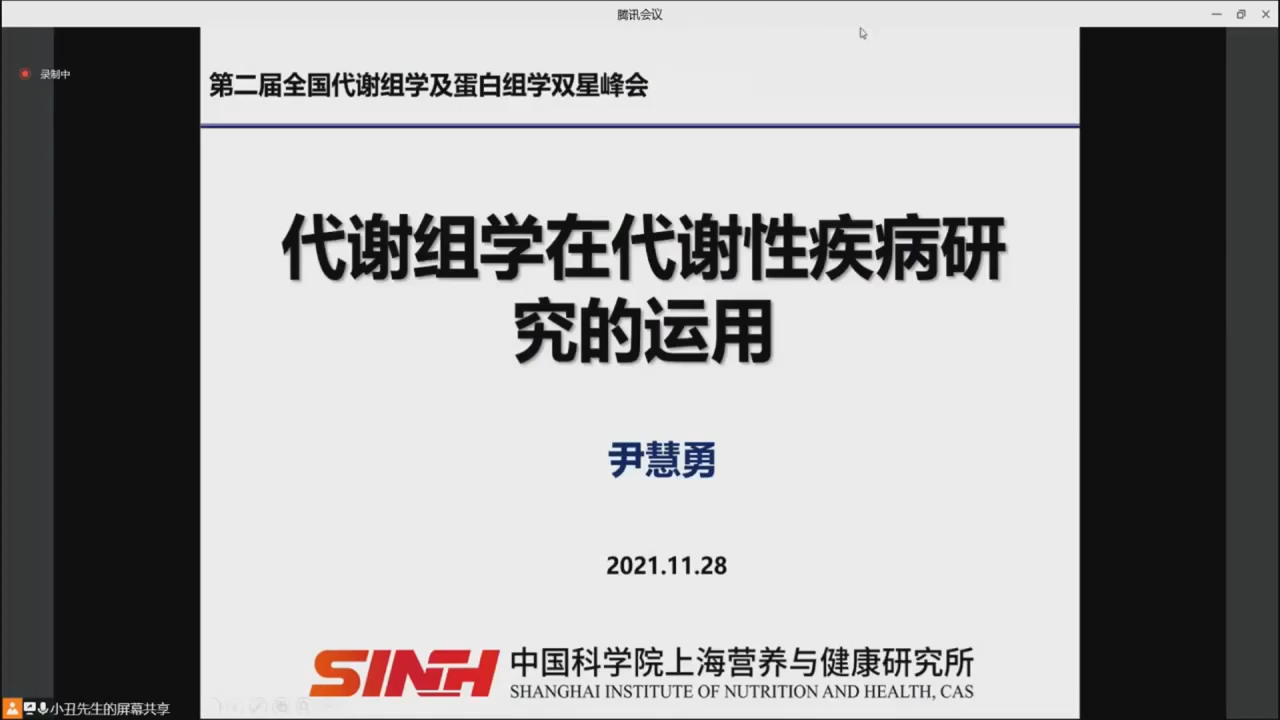 腾讯会议
录制中
第二届全国代谢组学及蛋白组学双星峰会
代谢组学在代谢性疾病研
究的运用
尹慧勇
2021.11.28
SINH
中国科学院上海营养与健康研究所
SHANGHAI INSTITUTE OF NUTRITION AND HEALTH, CAS
小丑先生的屏幕共享